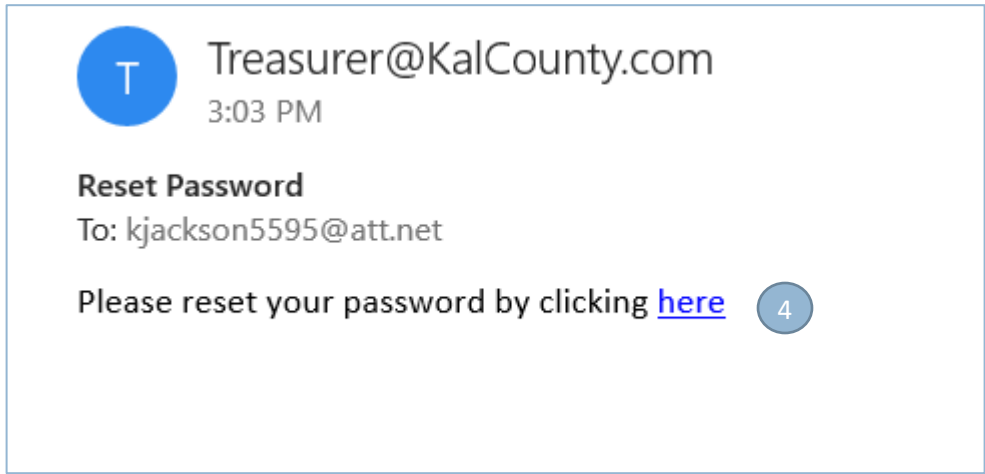 T
Treasurer@KalCounty.com
3:03 PM
Reset Password
To: kjackson5595@att.net
Please reset your password by clicking here 4